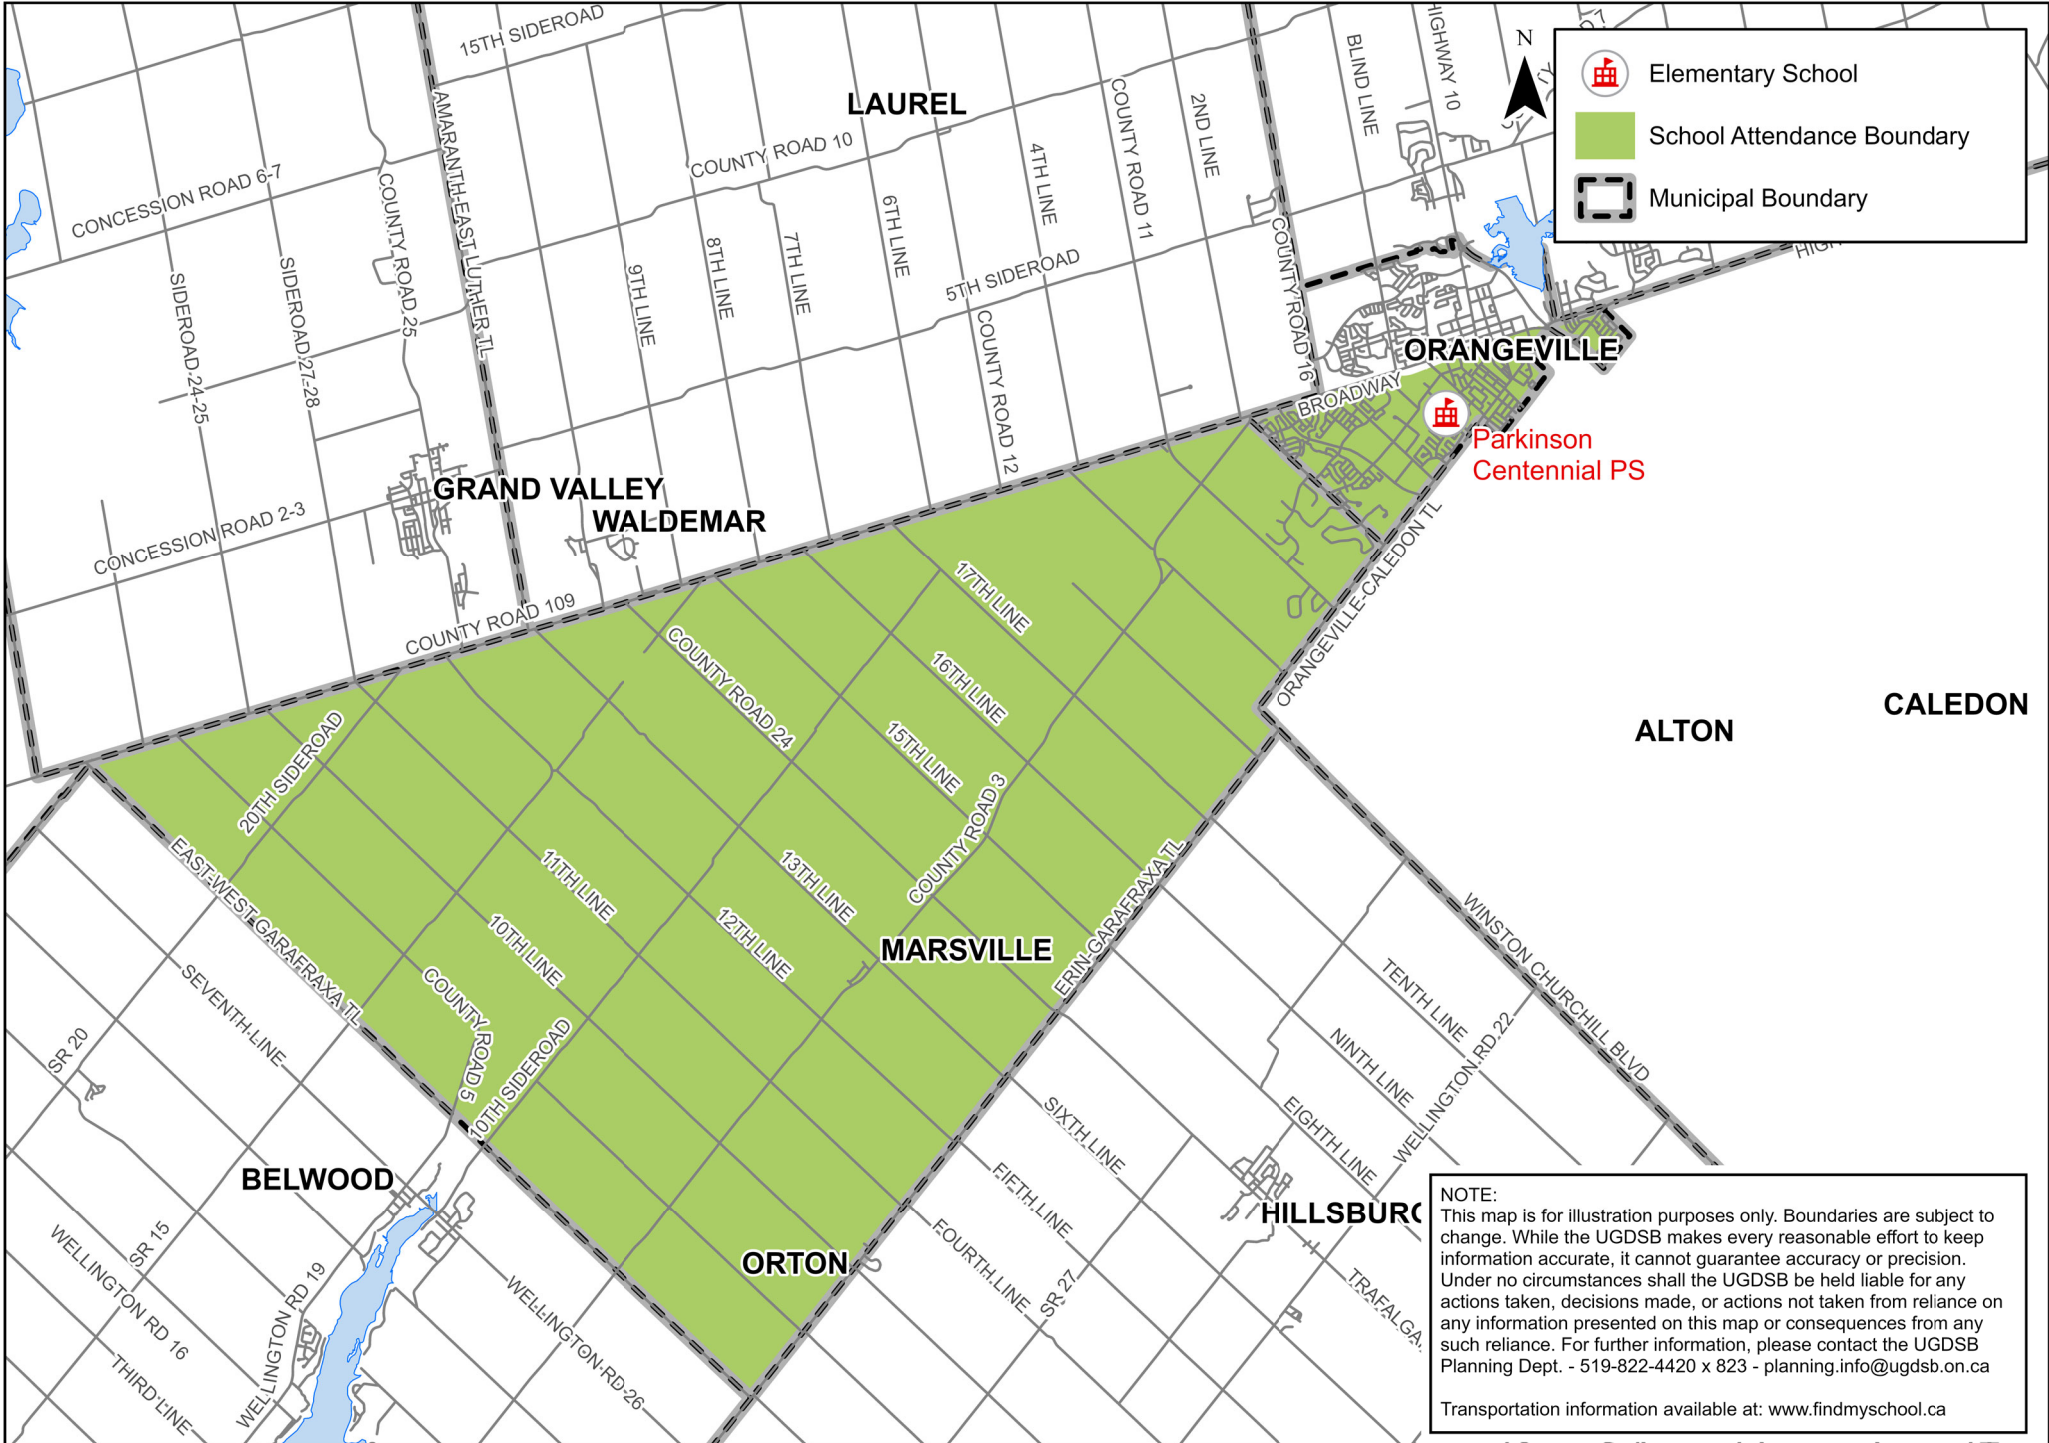 15TH SIDEROAD
LAUREL
COUNTY ROAD 10
AMARANTH-EAST LUTHER TL
CONCESSION ROAD 6-7
COUNTY ROAD 25
SIDEROAD 24-25
SIDEROAD 27-28
9TH LINE
8TH LINE
7TH LINE
6TH LINE
4TH LINE
COUNTY ROAD 11
2ND LINE
5TH SIDEROAD
COUNTY ROAD 12
COUNTY ROAD 16
BLIND LINE
HIGHWAY 10
N
Elementary School
School Attendance Boundary
Municipal Boundary
ORANGEVILLE
BROADWAY
Parkinson
Centennial PS
GRAND VALLEY
WALDEMAR
CONCESSION ROAD 2-3
COUNTY ROAD 109
ORANGEVILLE-CALEDON TL
17TH LINE
16TH LINE
15TH LINE
COUNTY ROAD 24
COUNTY ROAD 3
20TH SIDEROAD
13TH LINE
12TH LINE
11TH LINE
10TH LINE
EAST-WEST GARAFRAXA TL
COUNTY ROAD 5
10TH SIDEROAD
MARSVILLE
ERIN-GARAFRAXA TL
ALTON
CALEDON
WINSTON CHURCHILL BLVD
TENTH LINE
NINTH LINE
EIGHTH LINE
WELLINGTON RD 22
SIXTH LINE
FIFTH LINE
FOURTH LINE
SR 27
SEVENTH LINE
SR 20
SR 15
BELWOOD
ORTON
HILLSBURG
WELLINGTON RD 16
WELLINGTON RD 19
WELLINGTON RD 26
THIRD LINE
NOTE:
This map is for illustration purposes only. Boundaries are subject to
change. While the UGDSB makes every reasonable effort to keep
information accurate, it cannot guarantee accuracy or precision.
Under no circumstances shall the UGDSB be held liable for any
actions taken, decisions made, or actions not taken from reliance on
any information presented on this map or consequences from any
such reliance. For further information, please contact the UGDSB
Planning Dept. - 519-822-4420 x 823 - planning.info@ugdsb.on.ca
Transportation information available at: www.findmyschool.ca